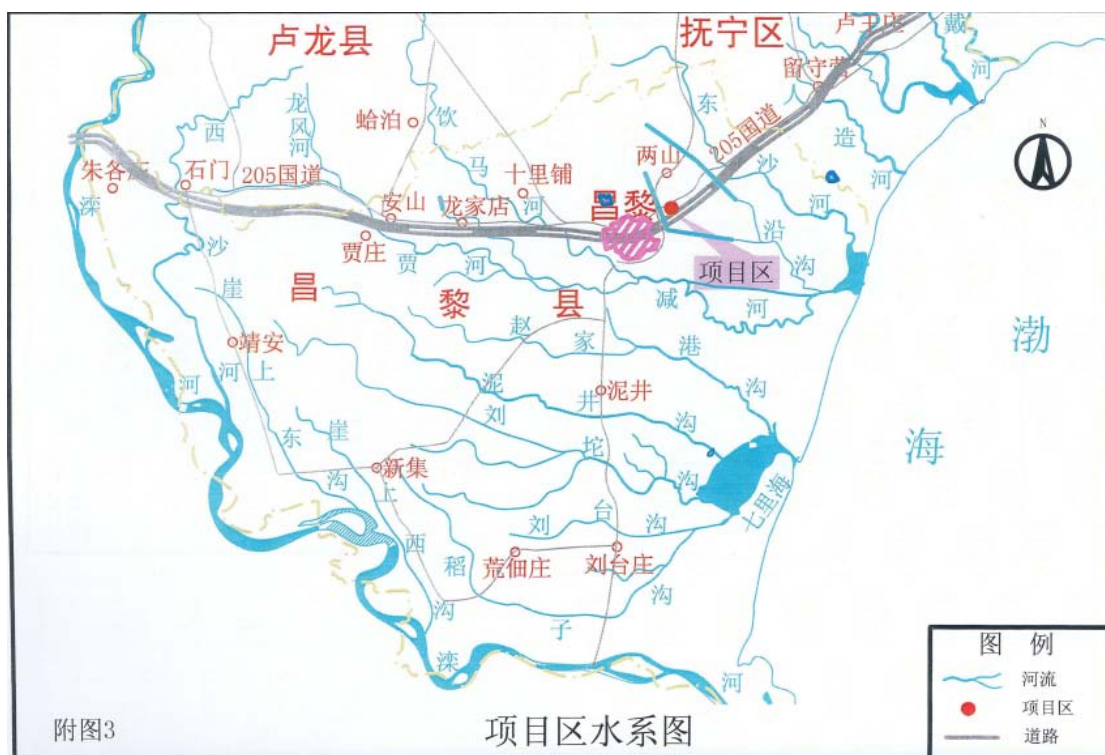 卢龙县
抚宁区
卢王庄
戴河
留守营
龙凤河
蛤泊
饮马河
东沙河
205国道
造河
西沙河
两山
朱各庄
石门
205国道
十里铺
昌黎
滦河
安山
龙家店
贾庄
贾河
沿沟
项目区
昌黎县
减河
赵家港沟
渤海
靖安
泥井沟
泥井
刘坨沟
崖上东沟
崖上西沟
新集
七里海
刘台沟
稻子沟
荒佃庄
刘台庄
滦河
N
图例
河流
项目区
道路
附图3
项目区水系图